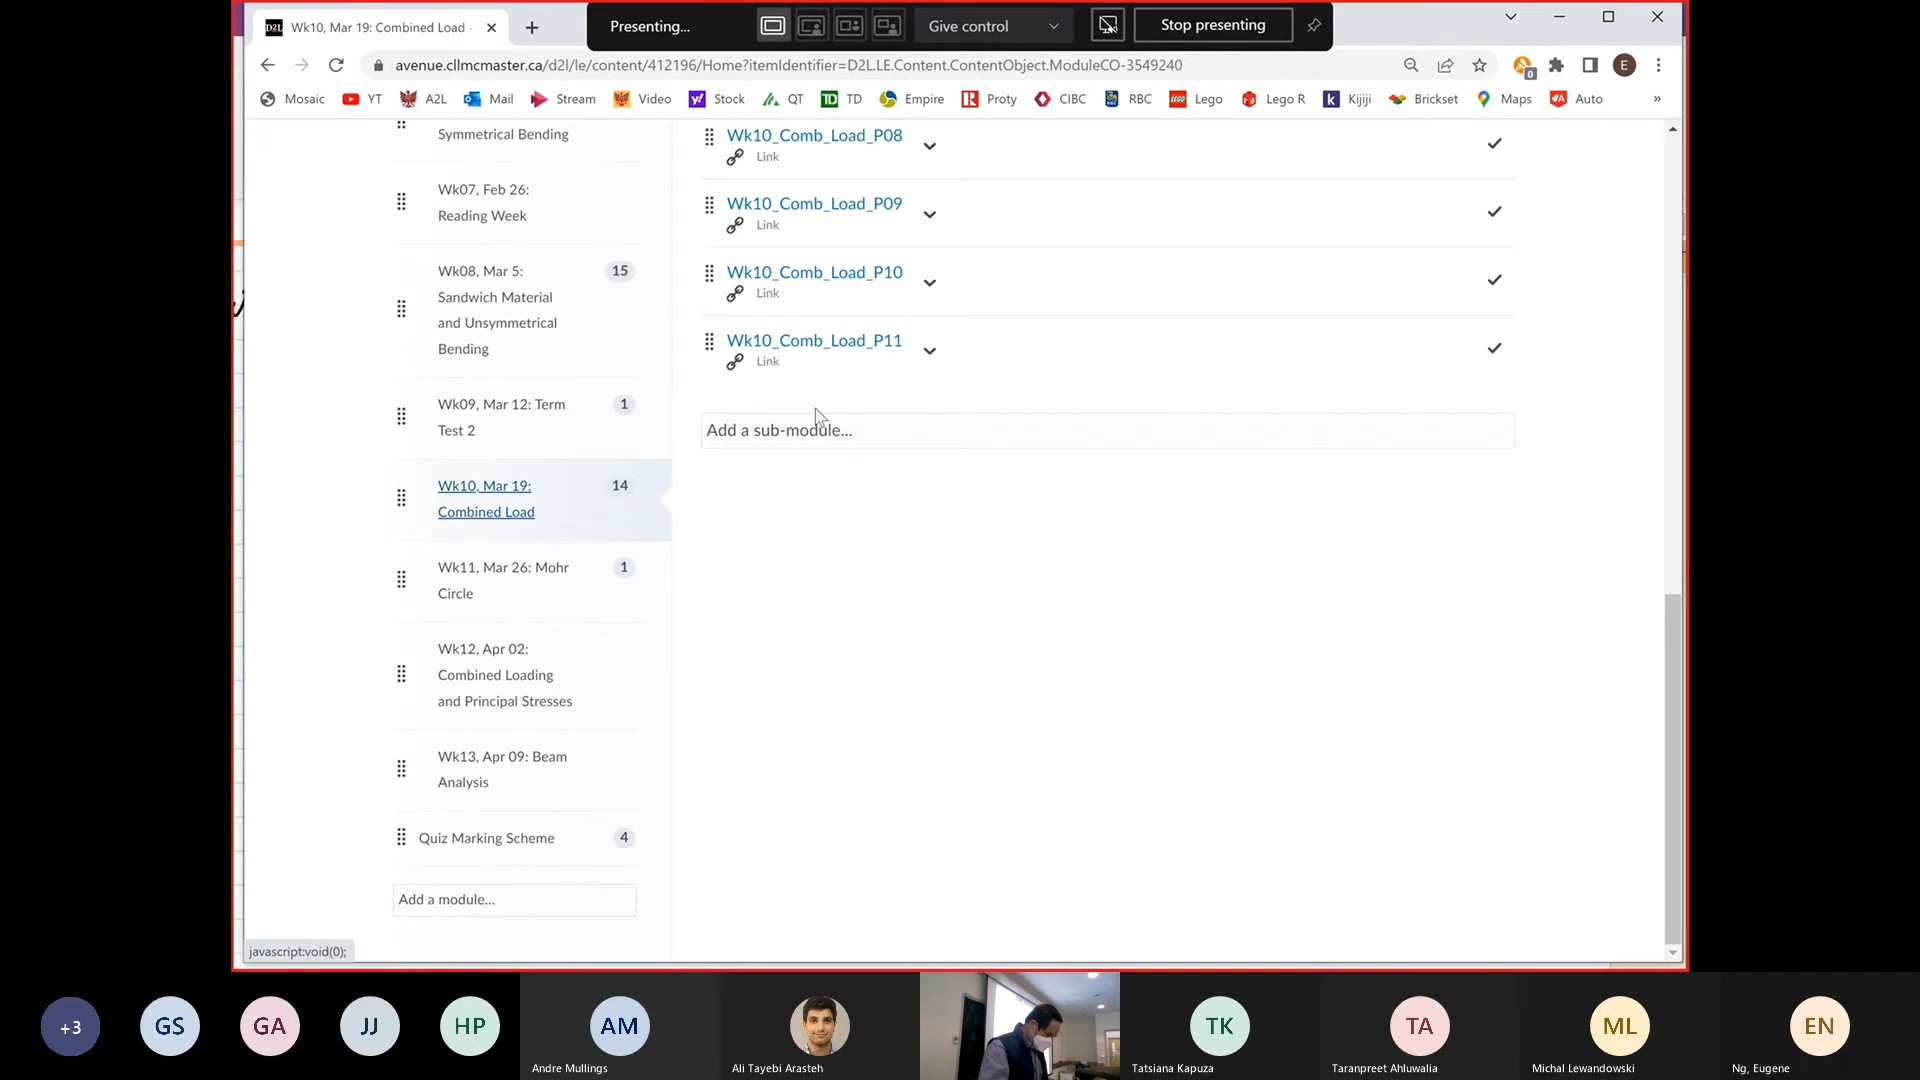 Wk10, Mar 19: Combined Load -
Presenting...
Give control
Stop presenting
avenue.cllmcmaster.ca/d2l/le/content/412196/Home?itemIdentifier=D2L.LE.Content.ContentObject.ModuleCO-3549240
E
Mosaic YT A2L Mail Stream Video Stock QT TD Empire Proty CIBC RBC Lego Lego R Kijiji Brickset Maps Auto »
Symmetrical Bending
Wk07, Feb 26:
Reading Week
Wk08, Mar 5: 15
Sandwich Material
and Unsymmetrical
Bending
Wk09, Mar 12: Term 1
Test 2
Wk10, Mar 19: 14
Combined Load
Wk11, Mar 26: Mohr 1
Circle
Wk12, Apr 02:
Combined Loading
and Principal Stresses
Wk13, Apr 09: Beam
Analysis
Quiz Marking Scheme 4
Add a module...
javascript:void(0);
Wk10_Comb_Load_P08
Link
Wk10_Comb_Load_P09
Link
Wk10_Comb_Load_P10
Link
Wk10_Comb_Load_P11
Link
Add a sub-module...
+3
GS
GA
JJ
HP
AM
Andre Mullings
Ali Tayebi Arasteh
TK
Tatsiana Kapuza
TA
Taranpreet Ahluwalia
ML
Michal Lewandowski
EN
Ng, Eugene